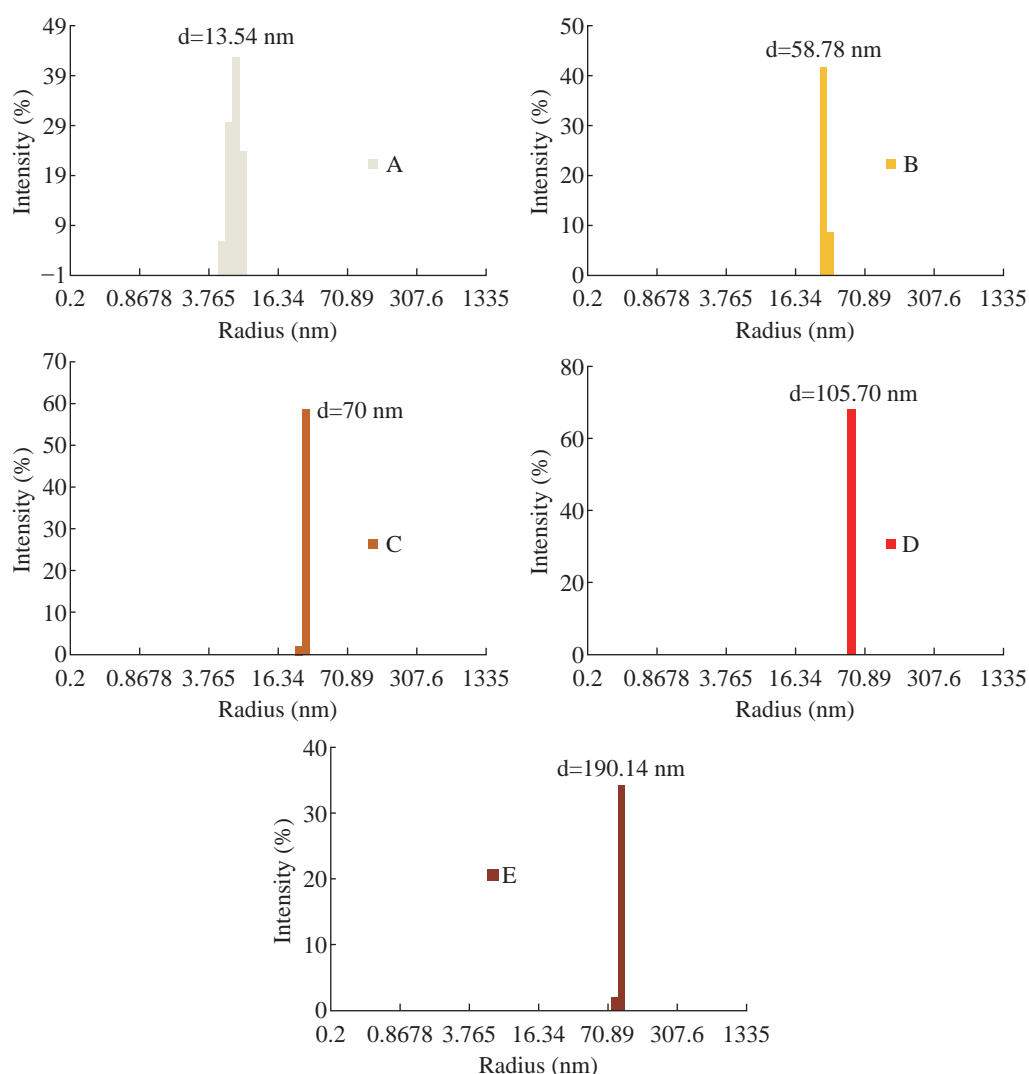 49
39
29
19
9
−1
Intensity (%)
d=13.54 nm
A
0.2 0.8678 3.765 16.34 70.89 307.6 1335
Radius (nm)
50
40
30
20
10
0
Intensity (%)
d=58.78 nm
B
0.2 0.8678 3.765 16.34 70.89 307.6 1335
Radius (nm)
70
60
50
40
30
20
10
0
Intensity (%)
d=70 nm
C
0.2 0.8678 3.765 16.34 70.89 307.6 1335
Radius (nm)
80
60
40
20
0
Intensity (%)
d=105.70 nm
D
0.2 0.8678 3.765 16.34 70.89 307.6 1335
Radius (nm)
40
30
20
10
0
Intensity (%)
d=190.14 nm
E
0.2 0.8678 3.765 16.34 70.89 307.6 1335
Radius (nm)